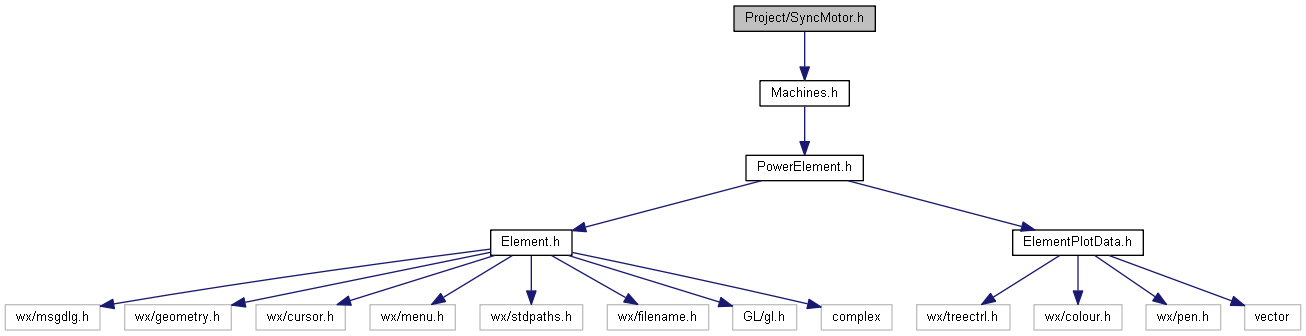 Project/SyncMotor.h
Machines.h
PowerElement.h
Element.h
ElementPlotData.h
wx/msgdlg.h
wx/geometry.h
wx/cursor.h
wx/menu.h
wx/stdpaths.h
wx/filename.h
GL/gl.h
complex
wx/treectrl.h
wx/colour.h
wx/pen.h
vector